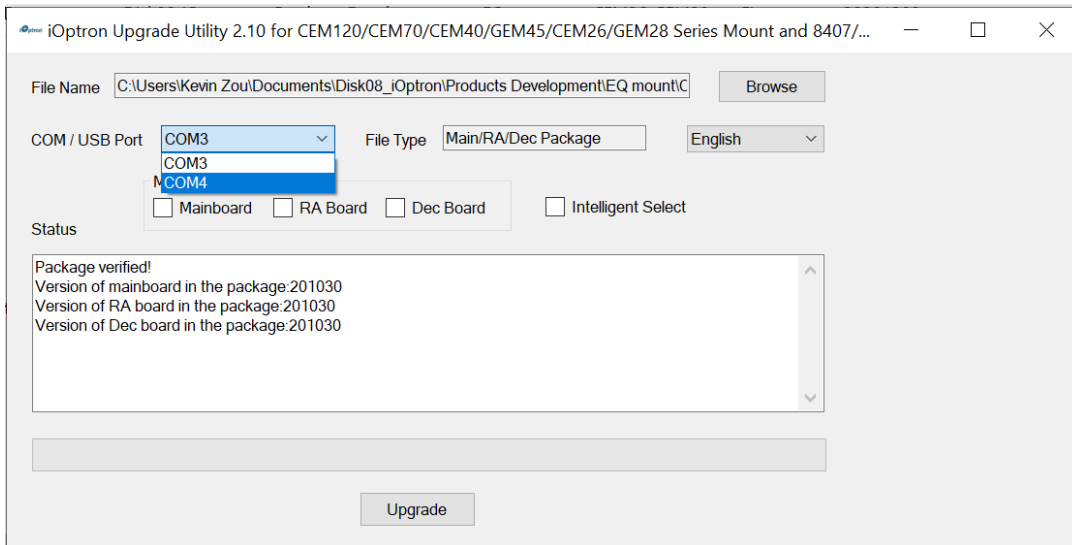 iOptron iOptron Upgrade Utility 2.10 for CEM120/CEM70/CEM40/GEM45/CEM26/GEM28 Series Mount and 8407/...
File Name C:\Users\Kevin Zou\Documents\Disk08_iOptron\Products Development\EQ mount\C Browse
COM / USB Port COM3 File Type Main/RA/Dec Package English
COM3
COM4
Mainboard RA Board Dec Board Intelligent Select
Status
Package verified!
Version of mainboard in the package:201030
Version of RA board in the package:201030
Version of Dec board in the package:201030
Upgrade